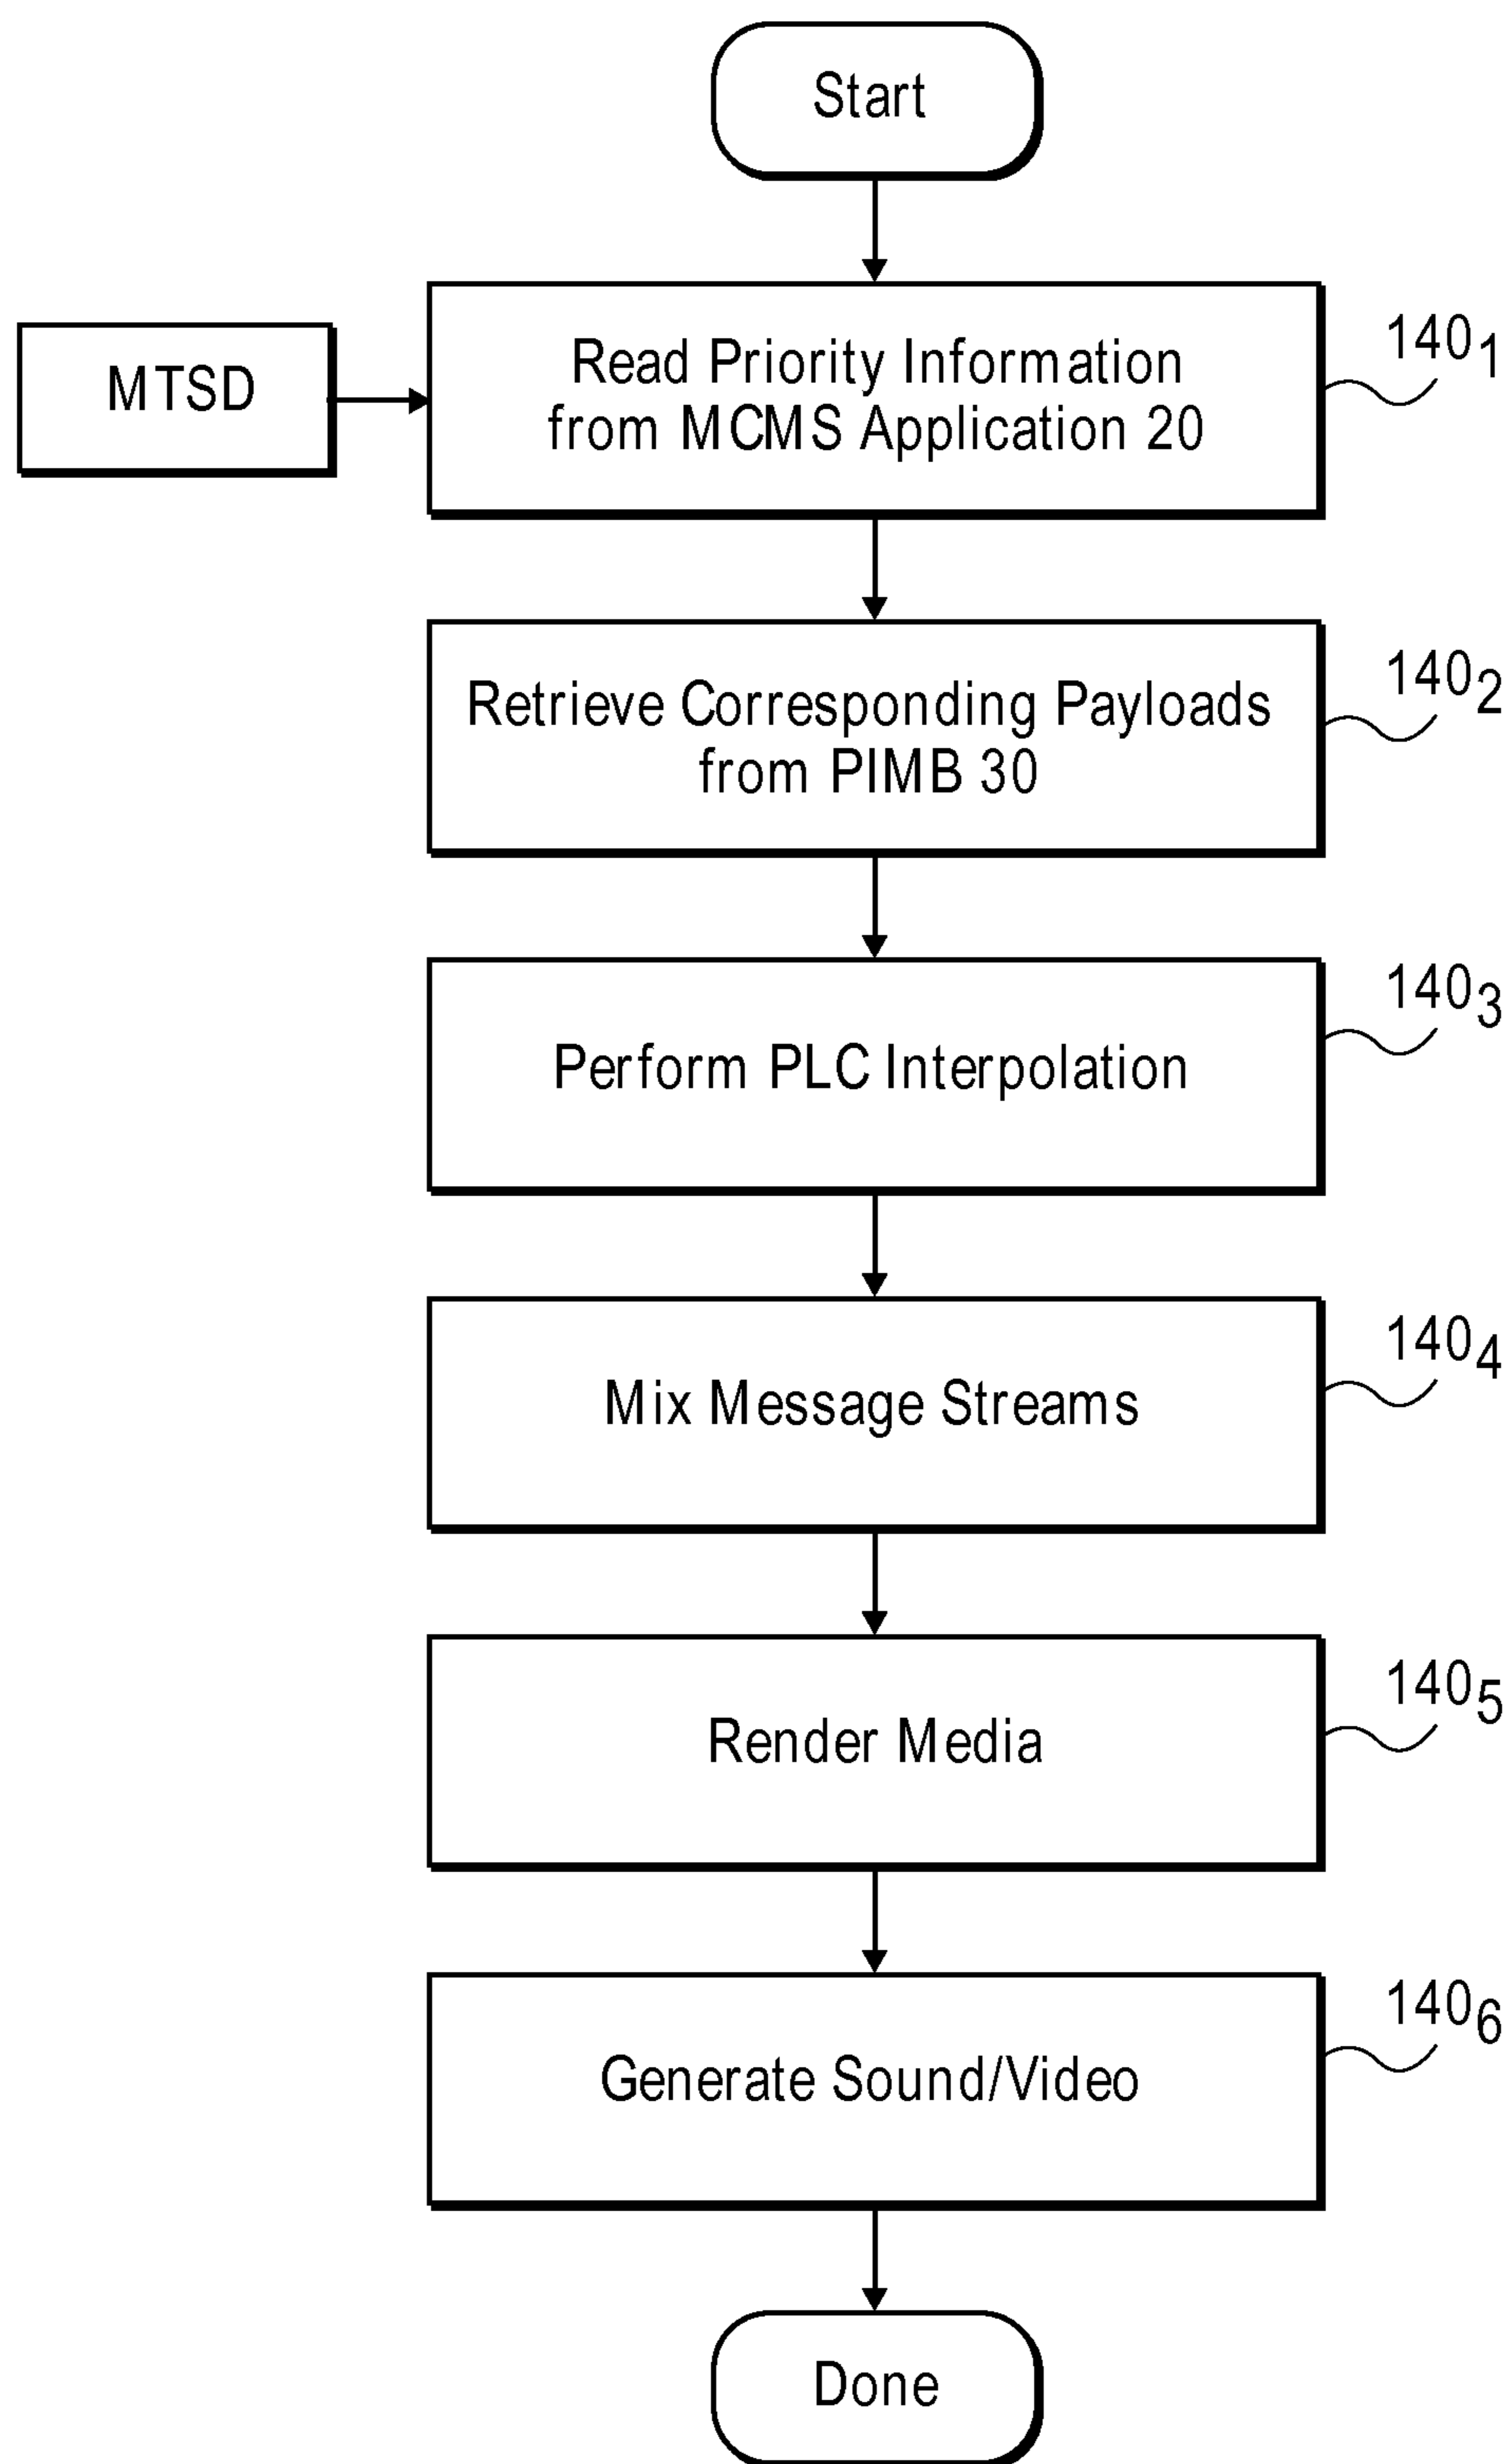 Start
MTSD
Read Priority Information
from MCMS Application 20
140₁
Retrieve Corresponding Payloads
from PIMB 30
140₂
Perform PLC Interpolation
140₃
Mix Message Streams
140₄
Render Media
140₅
Generate Sound/Video
140₆
Done